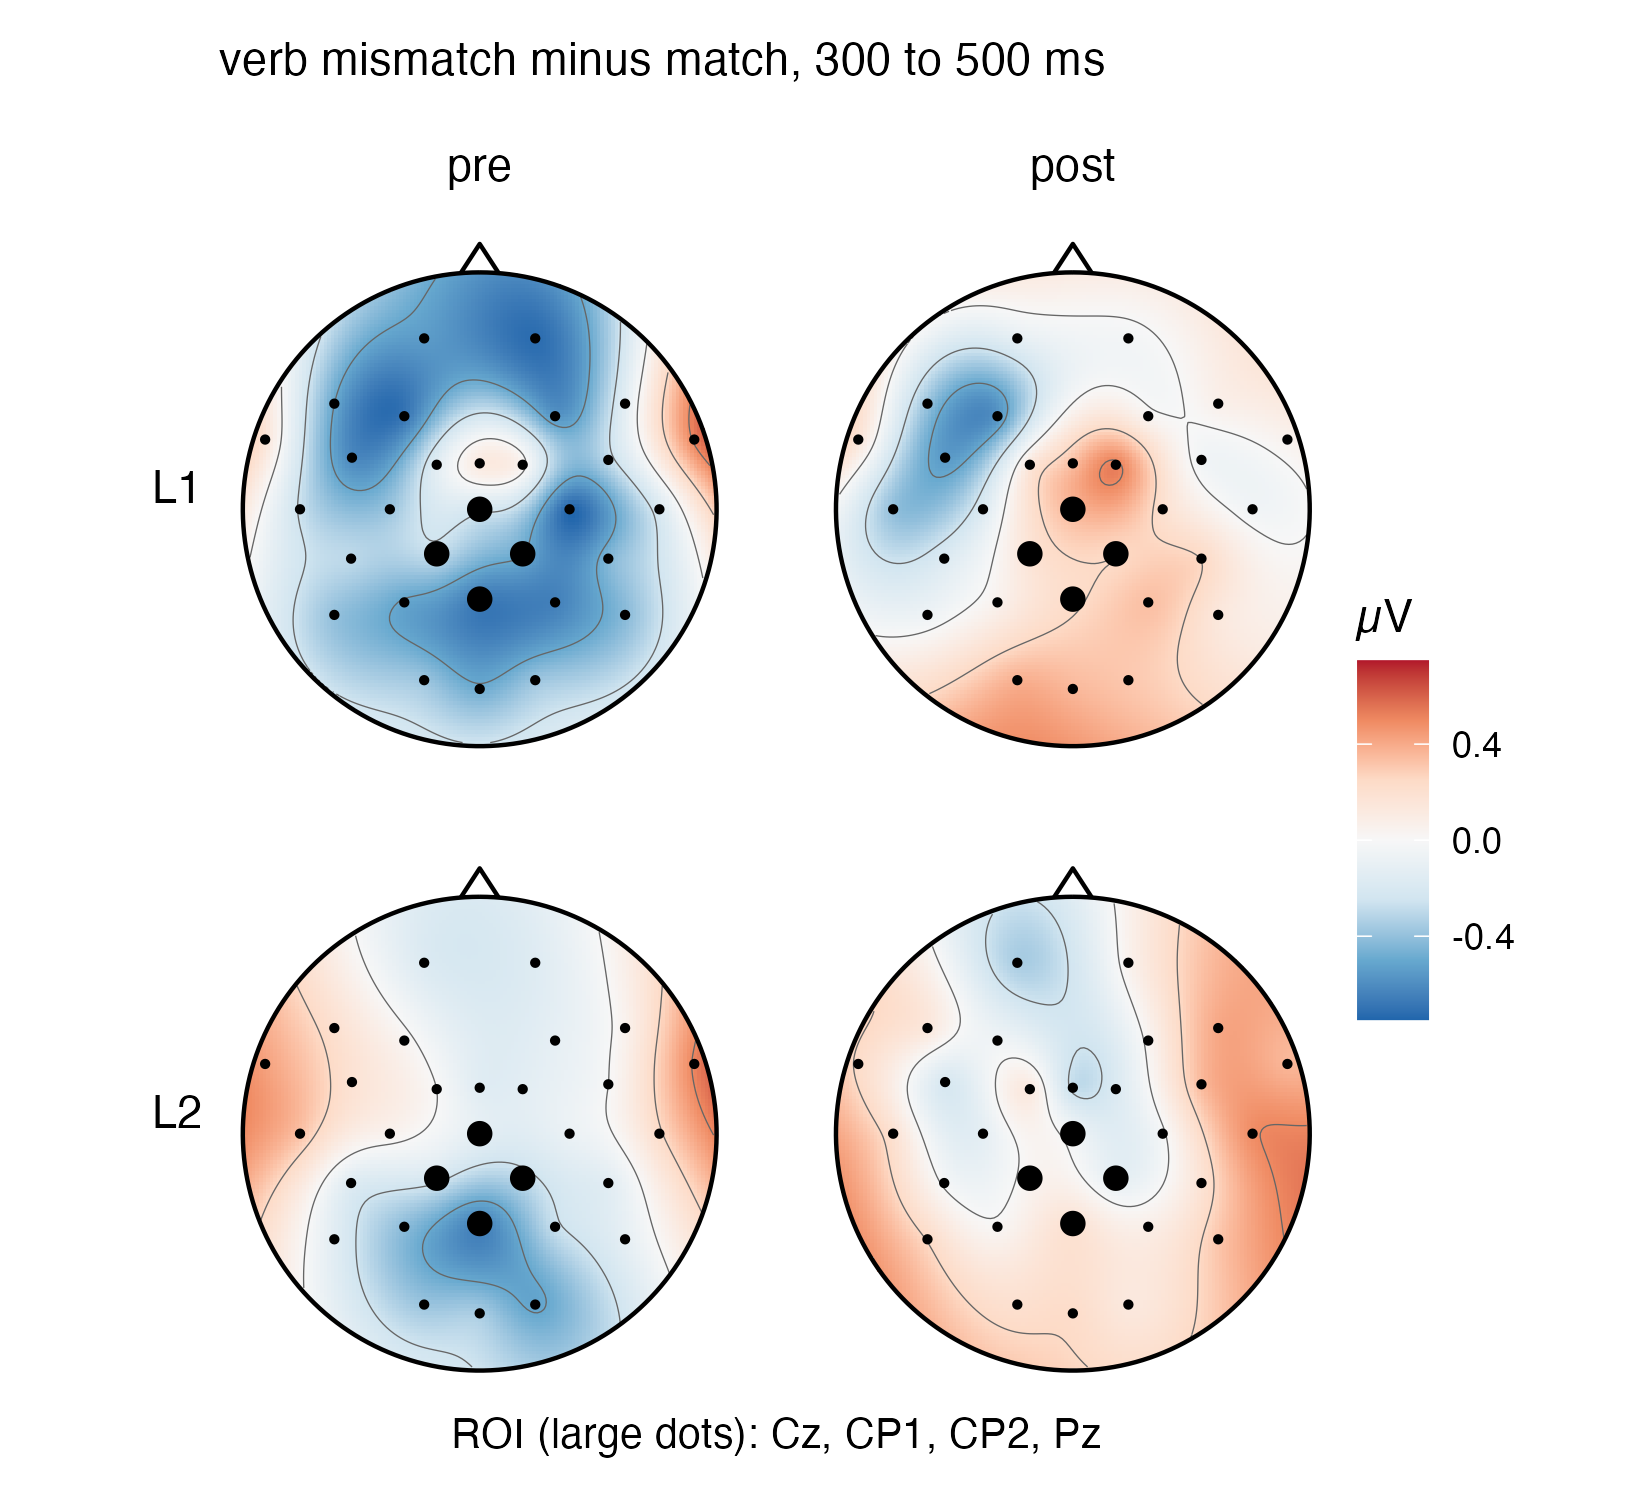 verb mismatch minus match, 300 to 500 ms
pre
post
L1
µV
0.4
0.0
-0.4
L2
ROI (large dots): Cz, CP1, CP2, Pz